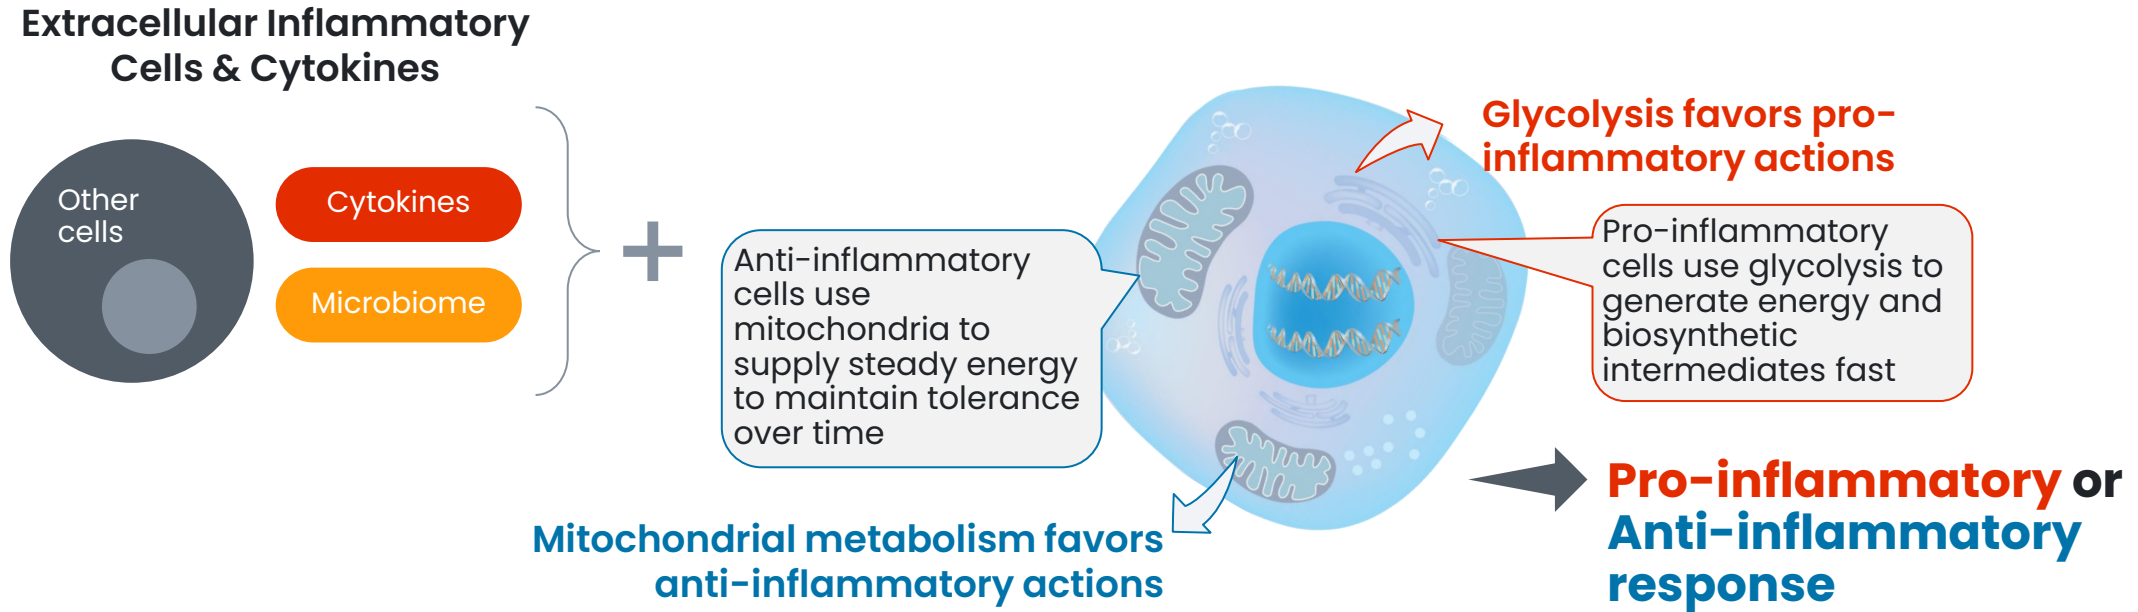 Extracellular Inflammatory
Cells & Cytokines
Other
cells
Cytokines
Microbiome
+
Anti-inflammatory
cells use
mitochondria to
supply steady energy
to maintain tolerance
over time
Mitochondrial metabolism favors
anti-inflammatory actions
Glycolysis favors pro-
inflammatory actions
Pro-inflammatory
cells use glycolysis to
generate energy and
biosynthetic
intermediates fast
Pro-inflammatory or
Anti-inflammatory
response